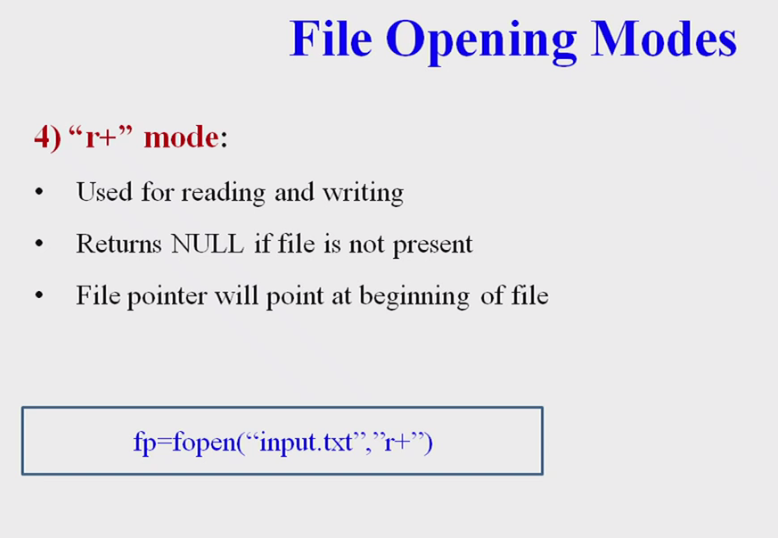 File Opening Modes
4) “r+” mode:
• Used for reading and writing
• Returns NULL if file is not present
• File pointer will point at beginning of file
fp=fopen(“input.txt”,”r+”)